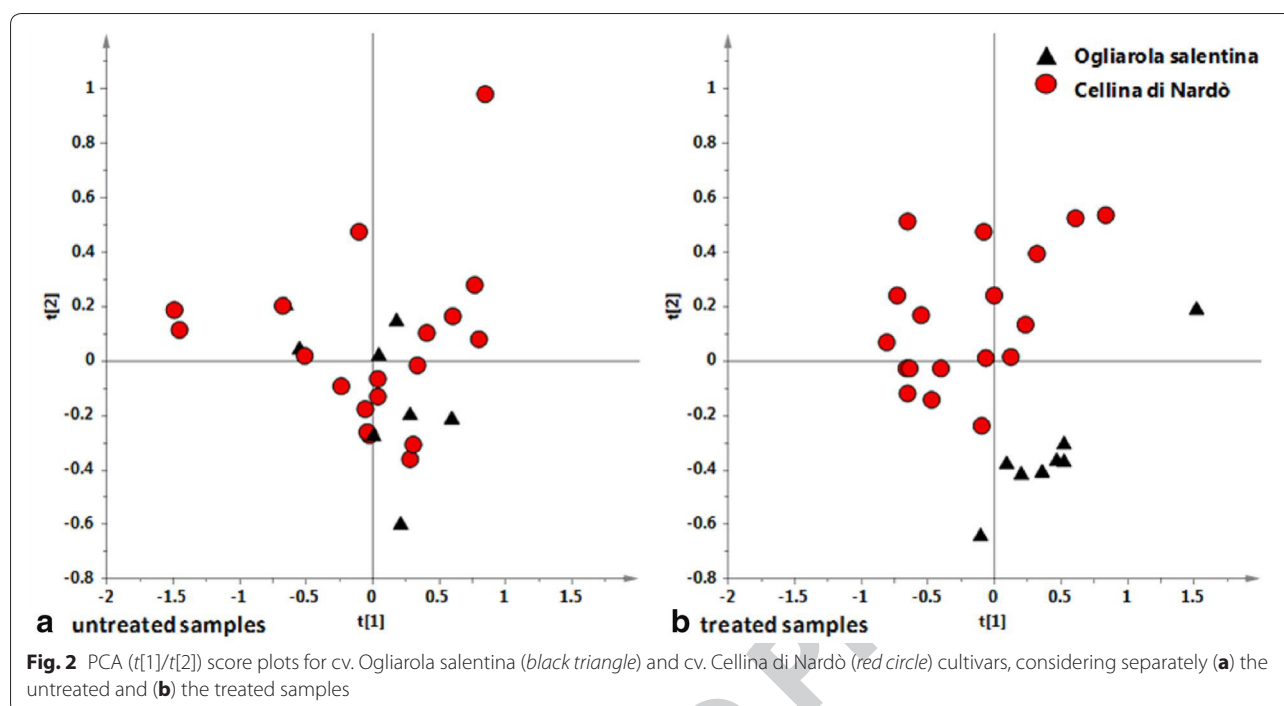 Ogliarola salentina
Cellina di Nardò
1
0.8
0.6
0.4
0.2
0
-0.2
-0.4
-0.6
-0.8
t[2]
-2 -1.5 -1 -0.5 0 0.5 1 1.5
t[1]
a untreated samples
1
0.8
0.6
0.4
0.2
0
-0.2
-0.4
-0.6
-0.8
t[2]
-2 -1.5 -1 -0.5 0 0.5 1 1.5
t[1]
b treated samples
Fig. 2 PCA (t[1]/t[2]) score plots for cv. Ogliarola salentina (black triangle) and cv. Cellina di Nardò (red circle) cultivars, considering separately (a) the
untreated and (b) the treated samples